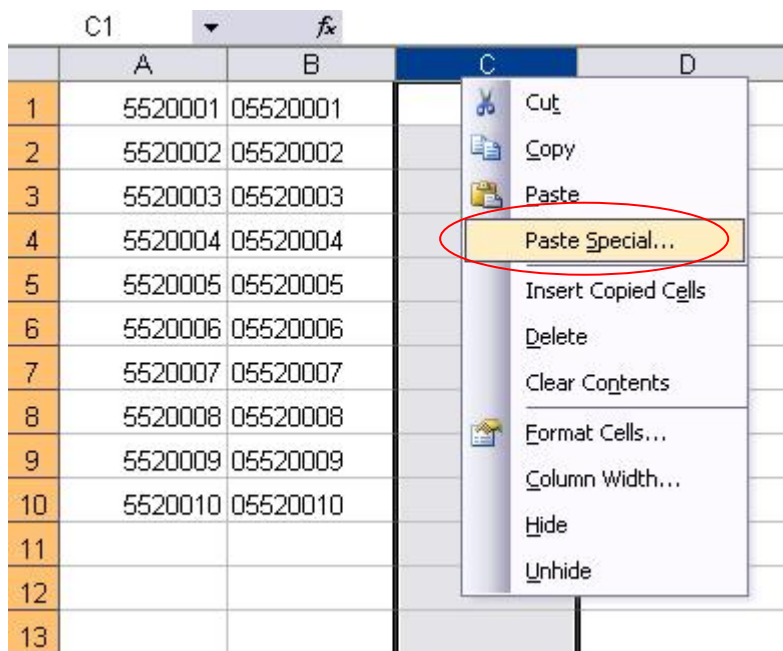 C1 fx
A B C D
1 5520001 05520001
2 5520002 05520002
3 5520003 05520003
4 5520004 05520004
5 5520005 05520005
6 5520006 05520006
7 5520007 05520007
8 5520008 05520008
9 5520009 05520009
10 5520010 05520010
11
12
13
Cut
Copy
Paste
Paste Special...
Insert Copied Cells
Delete
Clear Contents
Format Cells...
Column Width...
Hide
Unhide